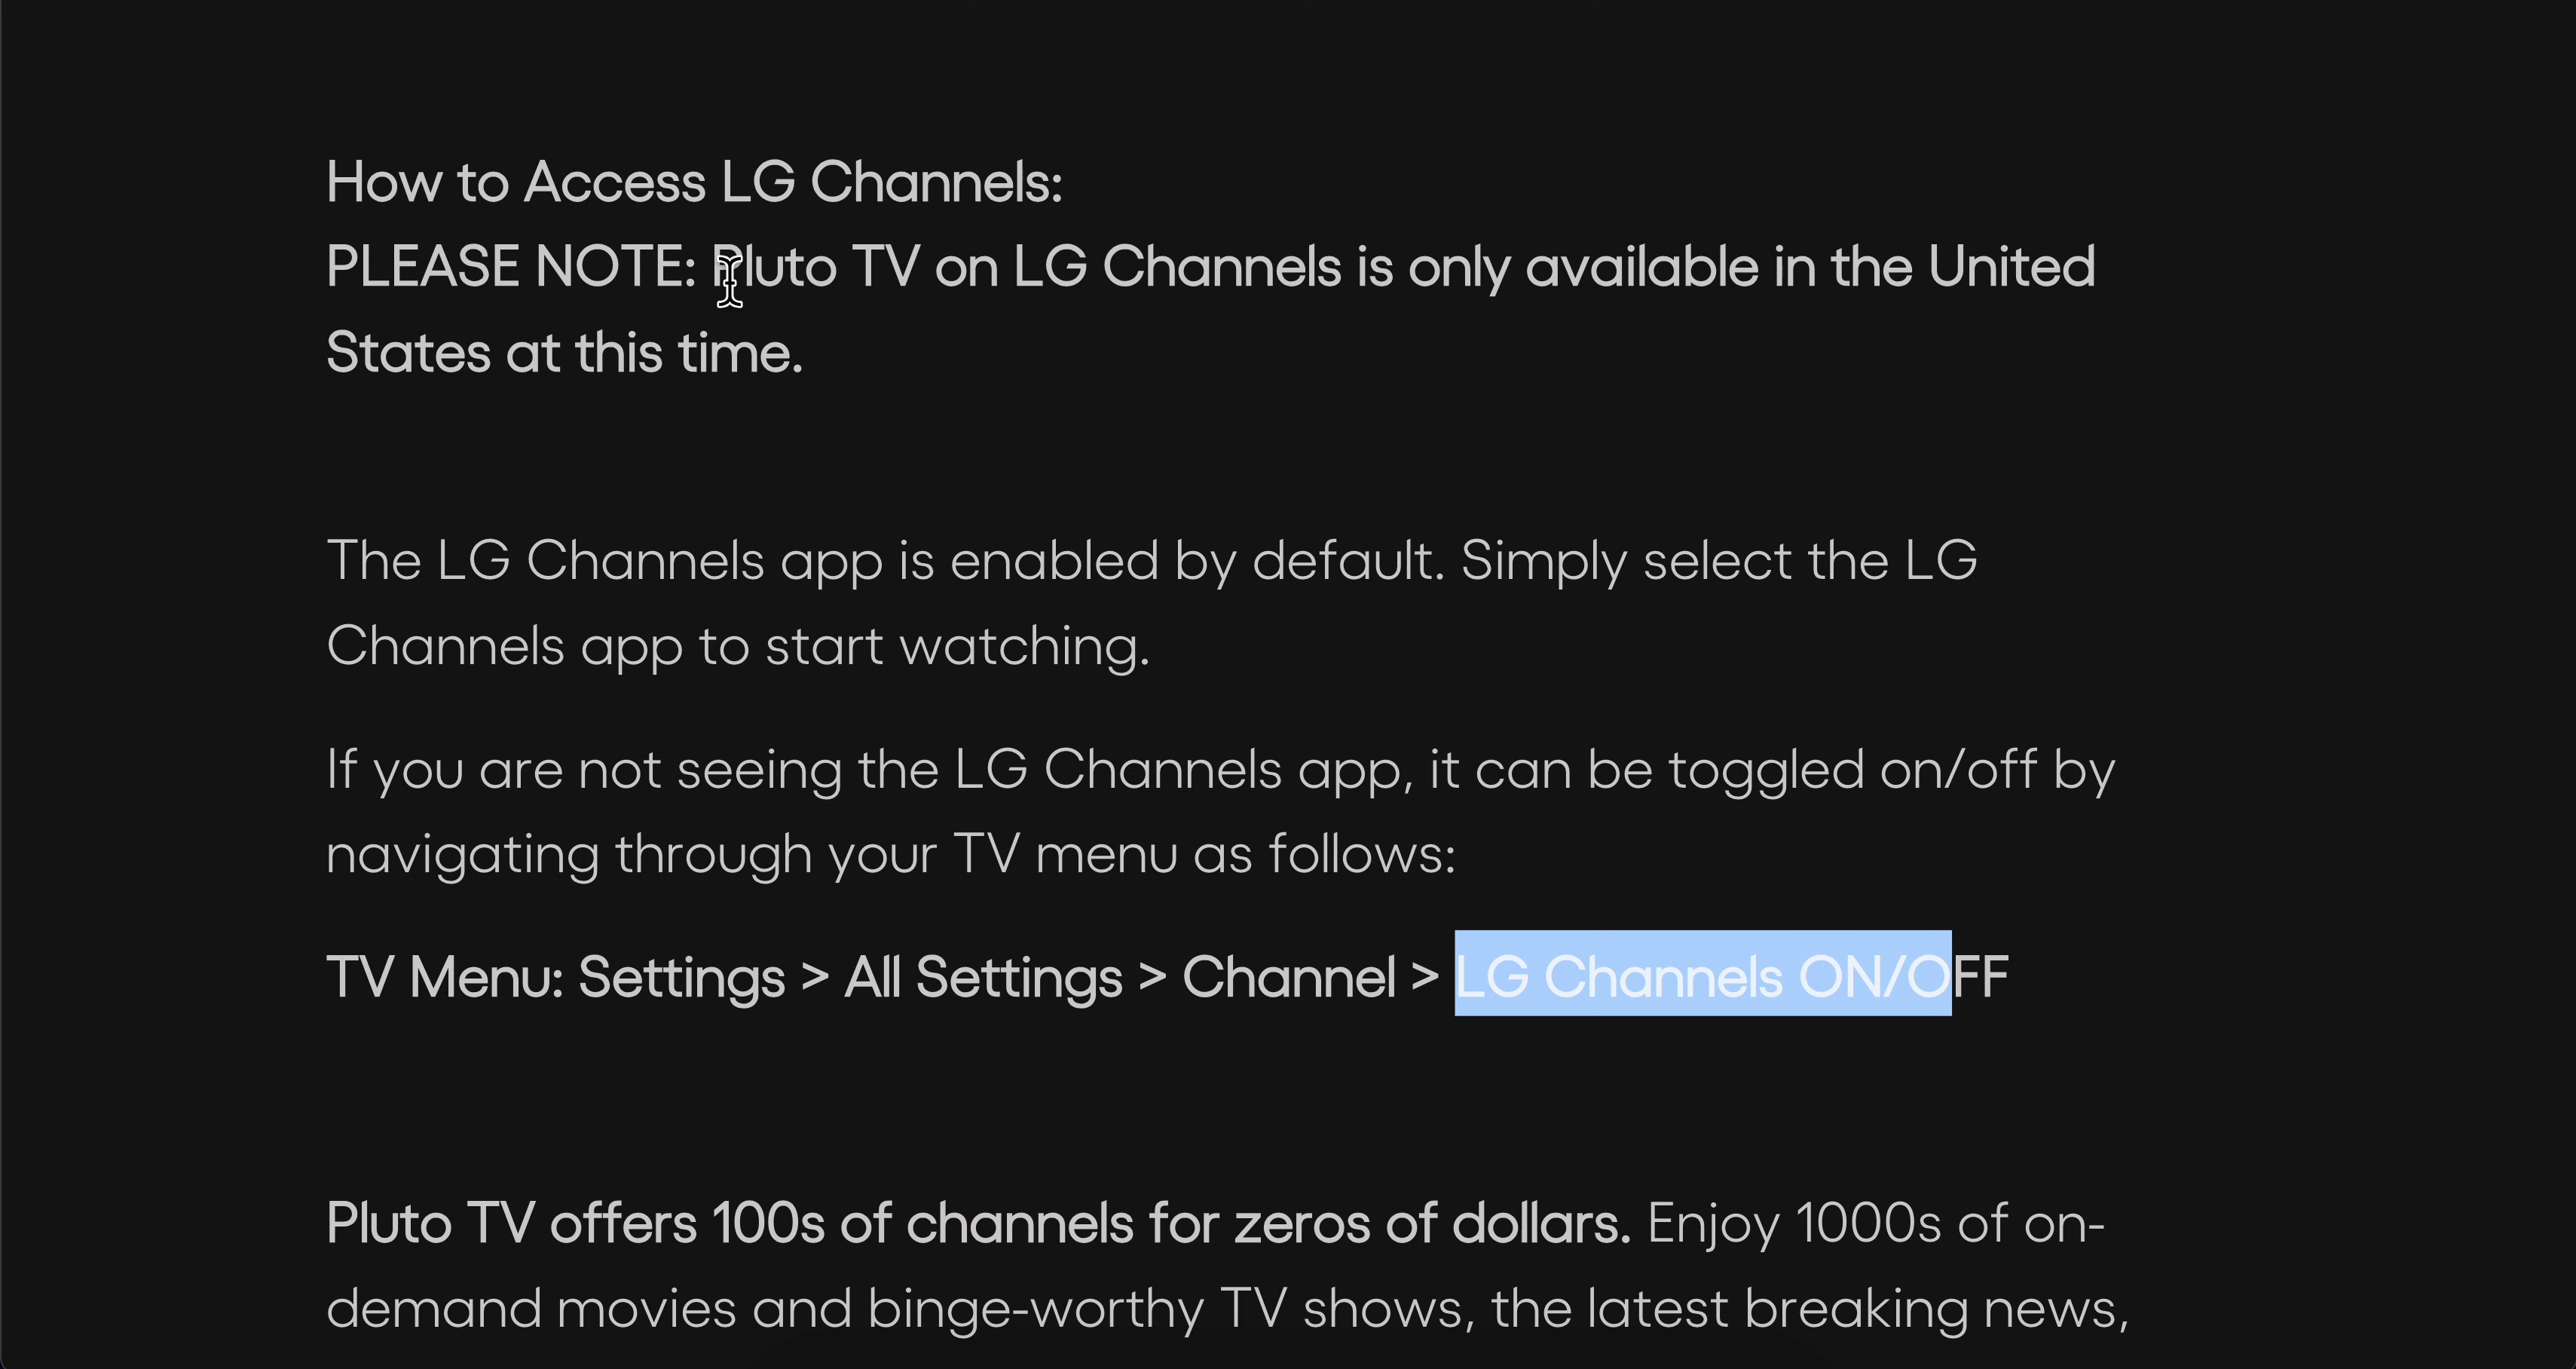 How to Access LG Channels:
PLEASE NOTE: Pluto TV on LG Channels is only available in the United
States at this time.
The LG Channels app is enabled by default. Simply select the LG
Channels app to start watching.
If you are not seeing the LG Channels app, it can be toggled on/off by
navigating through your TV menu as follows:
TV Menu: Settings > All Settings > Channel > LG Channels ON/OFF
Pluto TV offers 100s of channels for zeros of dollars. Enjoy 1000s of on-
demand movies and binge-worthy TV shows, the latest breaking news,